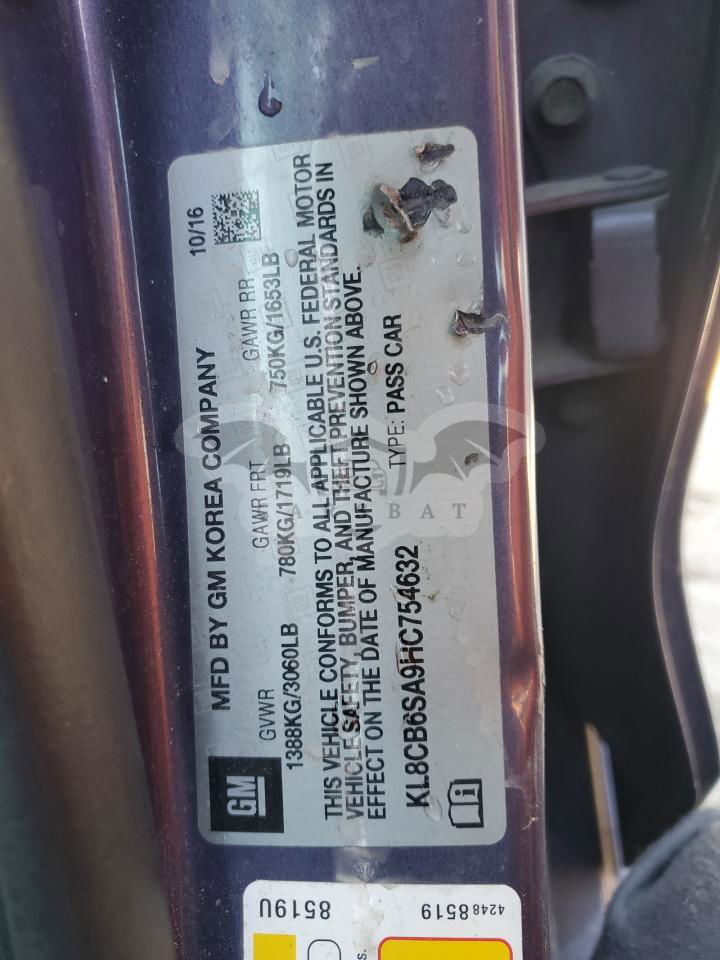 MFD BY GM KOREA COMPANY 10/16
GM
GVWR GAWR FRT GAWR RR
1388KG/3060LB 780KG/1719LB 750KG/1653LB
THIS VEHICLE CONFORMS TO ALL APPLICABLE U.S. FEDERAL MOTOR
VEHICLE SAFETY, BUMPER, AND THEFT PREVENTION STANDARDS IN
EFFECT ON THE DATE OF MANUFACTURE SHOWN ABOVE.
KL8CB6SA9HC754632 TYPE: PASS CAR
8519U
42488519